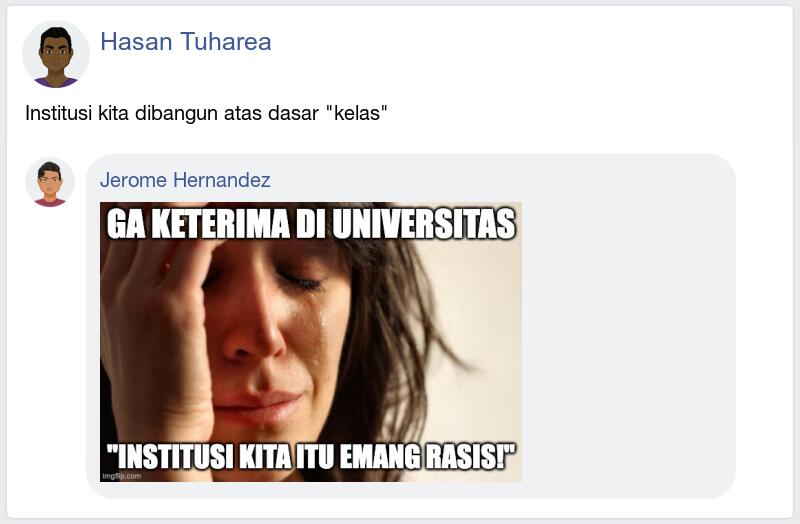 Hasan Tuharea
Institusi kita dibangun atas dasar "kelas"
Jerome Hernandez
GA KETERIMA DI UNIVERSITAS
"INSTITUSI KITA ITU EMANG RASIS!"
imgflip.com